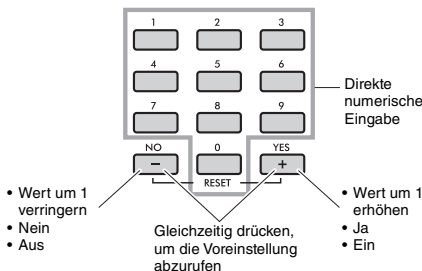 1 2 3
4 5 6
7 8 9
NO 0 YES
− +
RESET
Direkte
numerische
Eingabe
• Wert um 1
verringern
• Nein
• Aus
Gleichzeitig drücken,
um die Voreinstellung
abzurufen
• Wert um 1
erhöhen
• Ja
• Ein